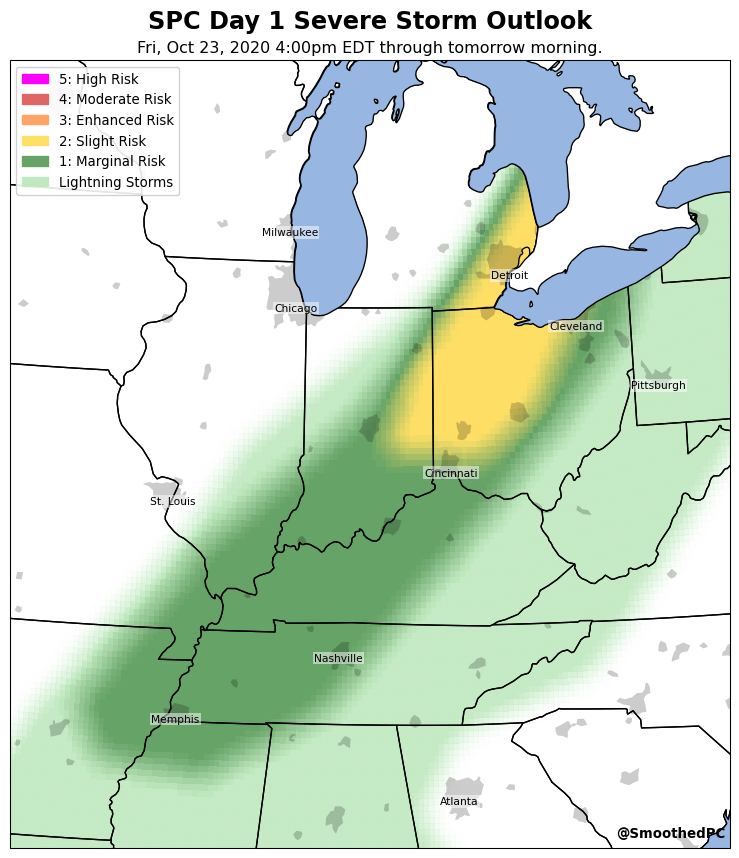 SPC Day 1 Severe Storm Outlook
Fri, Oct 23, 2020 4:00pm EDT through tomorrow morning.
5: High Risk
4: Moderate Risk
3: Enhanced Risk
2: Slight Risk
1: Marginal Risk
Lightning Storms
Milwaukee
Detroit
Chicago
Cleveland
Pittsburgh
Cincinnati
St. Louis
Nashville
Memphis
Atlanta
@SmoothedPC